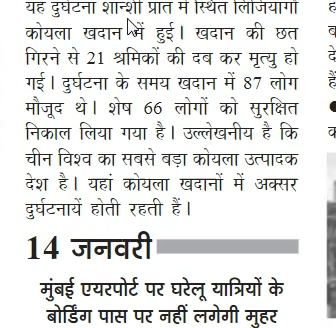 यह दुर्घटना शान्शी प्रांत में स्थित लिजियागो
कोयला खदान में हुई। खदान की छत
गिरने से 21 श्रमिकों की दब कर मृत्यु हो
गई। दुर्घटना के समय खदान में 87 लोग
मौजूद थे। शेष 66 लोगों को सुरक्षित
निकाल लिया गया है। उल्लेखनीय है कि
चीन विश्व का सबसे बड़ा कोयला उत्पादक
देश है। यहां कोयला खदानों में अक्सर
दुर्घटनायें होती रहती हैं।
14 जनवरी
मुंबई एयरपोर्ट पर घरेलू यात्रियों के
बोर्डिंग पास पर नहीं लगेगी मुहर